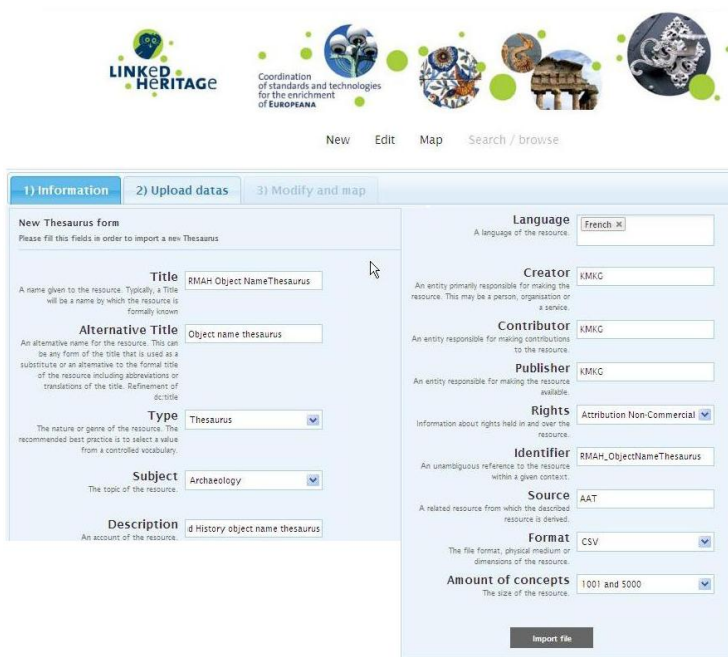 LINKED
HERITAGE
Coordination
of standards and technologies
for the enrichment
of EUROPEANA
New Edit Map Search / browse
1) Information 2) Upload datas 3) Modify and map
New Thesaurus form
Please fill this fields in order to import a new Thesaurus
Title
RMAH Object NameThesaurus
A name given to the resource. Typically, a Title
will be a name by which the resource is
formally known
Alternative Title
Object name thesaurus
An alternative name for the resource. This can
be any form of the title that is used as a
substitute or an alternative to the formal title
of the resource including abbreviations or
translations of the title. Refinement of
dc:title
Type
Thesaurus
The nature or genre of the resource. The
recommended best practice is to select a value
from a controlled vocabulary.
Subject
Archaeology
The topic of the resource.
Description
d History object name thesaurus
An account of the resource.
Language
French ×
A language of the resource.
Creator
KMKG
An entity primarily responsible for making the
resource. This may be a person, organisation or
a service.
Contributor
KMKG
An entity responsible for making contributions
to the resource.
Publisher
KMKG
An entity responsible for making the resource
available.
Rights
Attribution Non-Commercial
Information about rights held in and over the
resource.
Identifier
RMAH_ObjectNameThesaurus
An unambiguous reference to the resource
within a given context.
Source
AAT
A related resource from which the described
resource is derived.
Format
CSV
The file format, physical medium or
dimensions of the resource.
Amount of concepts
1001 and 5000
The size of the resource.
Import file